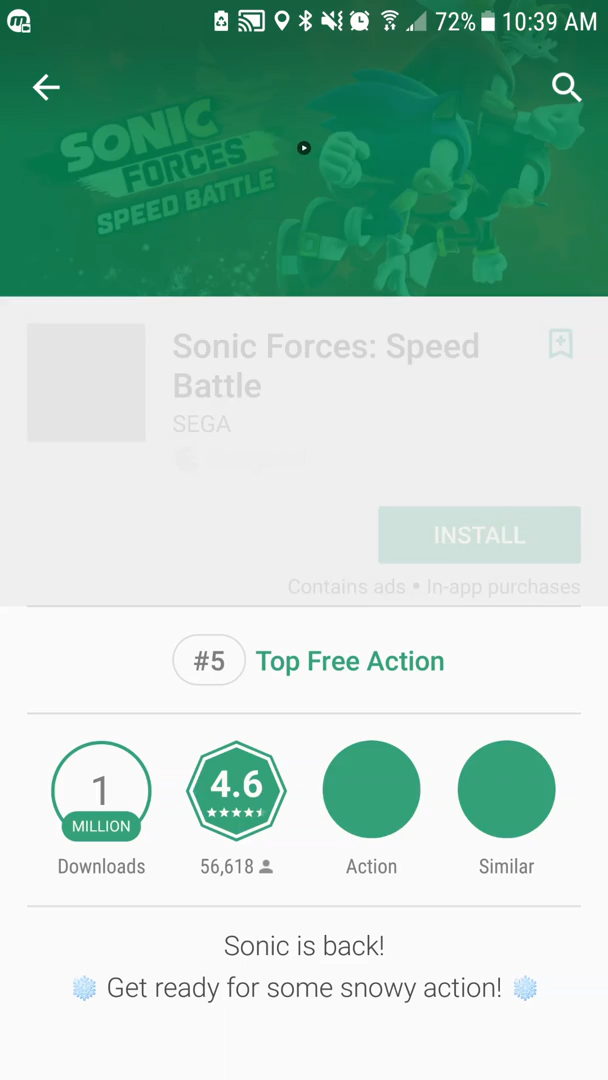 72% 10:39 AM
SONIC
FORCES
SPEED BATTLE
Sonic Forces: Speed
Battle
SEGA
INSTALL
Contains ads • In-app purchases
#5 Top Free Action
1
MILLION
4.6
Downloads
56,618
Action
Similar
Sonic is back!
❄️ Get ready for some snowy action! ❄️